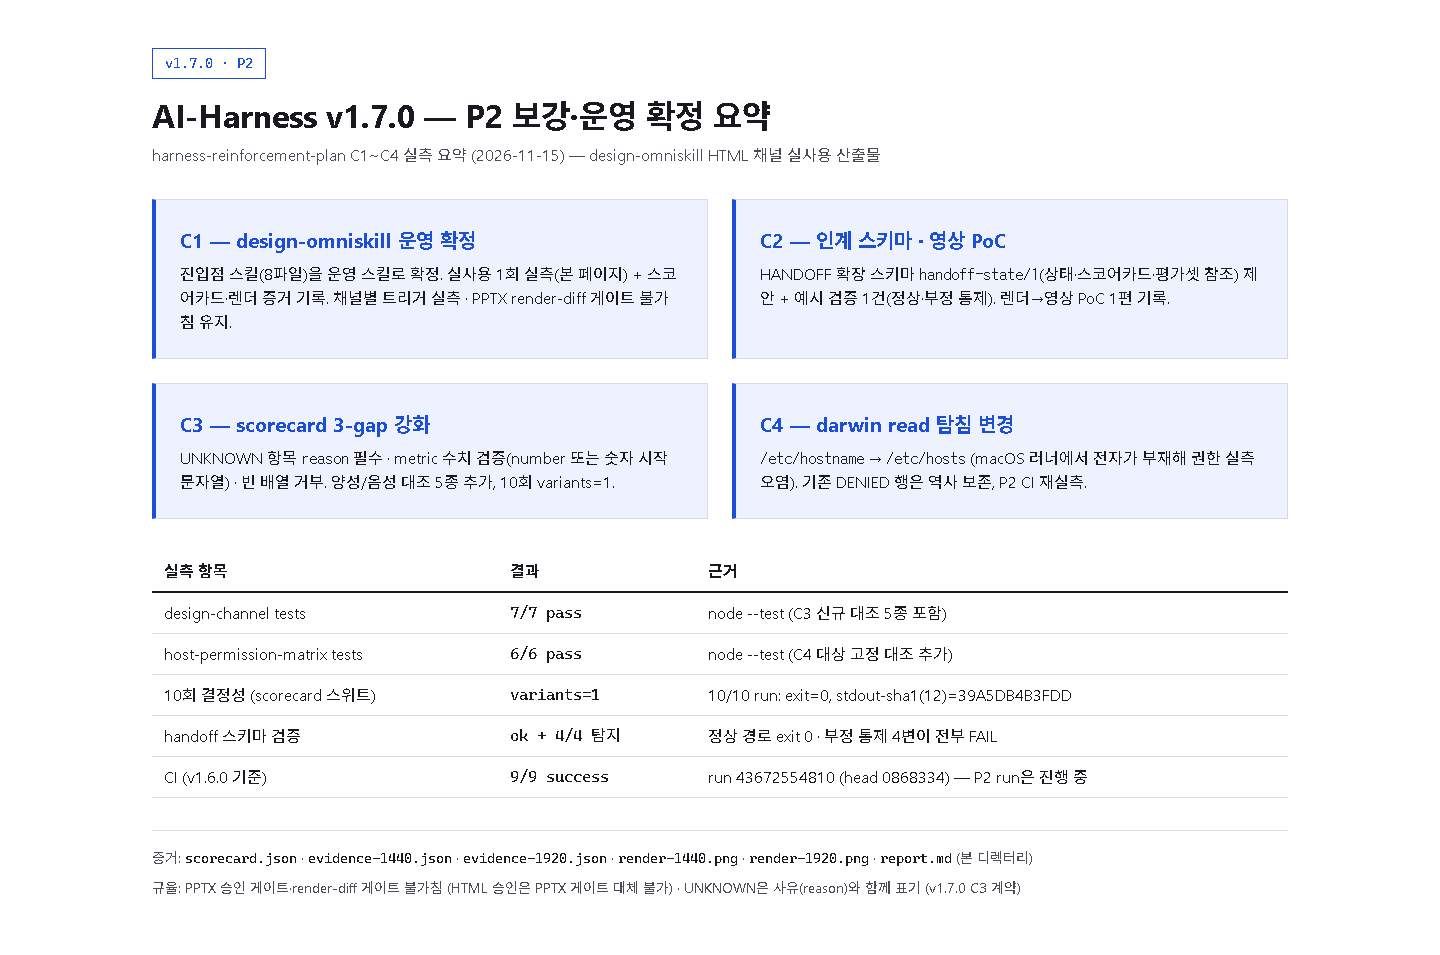 v1.7.0 · P2
AI-Harness v1.7.0 — P2 보강·운영 확정 요약
harness-reinforcement-plan C1~C4 실측 요약 (2026-11-15) — design-omniskill HTML 채널 실사용 산출물
C1 — design-omniskill 운영 확정
진입점 스킬(8파일)을 운영 스킬로 확정. 실사용 1회 실측(본 페이지) + 스코
어카드·렌더 증거 기록. 채널별 트리거 실측 · PPTX render-diff 게이트 불가
침 유지.
C2 — 인계 스키마 · 영상 PoC
HANDOFF 확장 스키마 handoff-state/1(상태·스코어카드·평가셋 참조) 제
안 + 예시 검증 1건(정상·부정 통제). 렌더→영상 PoC 1편 기록.
C3 — scorecard 3-gap 강화
UNKNOWN 항목 reason 필수 · metric 수치 검증(number 또는 숫자 시작
문자열) · 빈 배열 거부. 양성/음성 대조 5종 추가, 10회 variants=1.
C4 — darwin read 탐침 변경
/etc/hostname → /etc/hosts (macOS 러너에서 전자가 부재해 권한 실측
오염). 기존 DENIED 행은 역사 보존, P2 CI 재실측.
실측 항목 결과 근거
design-channel tests 7/7 pass node --test (C3 신규 대조 5종 포함)
host-permission-matrix tests 6/6 pass node --test (C4 대상 고정 대조 추가)
10회 결정성 (scorecard 스위트) variants=1 10/10 run: exit=0, stdout-sha1(12)=39A5DB4B3FDD
handoff 스키마 검증 ok + 4/4 탐지 정상 경로 exit 0 · 부정 통제 4변이 전부 FAIL
CI (v1.6.0 기준) 9/9 success run 43672554810 (head 0868334) — P2 run은 진행 중
증거: scorecard.json · evidence-1440.json · evidence-1920.json · render-1440.png · render-1920.png · report.md (본 디렉터리)
규율: PPTX 승인 게이트·render-diff 게이트 불가침 (HTML 승인은 PPTX 게이트 대체 불가) · UNKNOWN은 사유(reason)와 함께 표기 (v1.7.0 C3 계약)